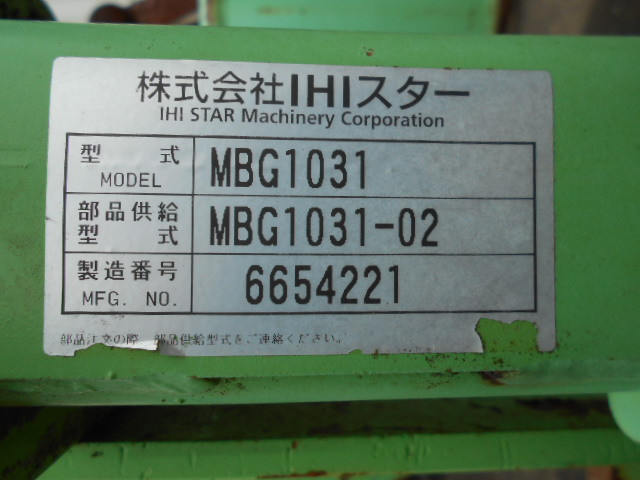 株式会社IHIスター
IHI STAR Machinery Corporation
型 式 MBG1031
MODEL
部品供給 MBG1031-02
型 式
製造番号 6654221
MFG. NO.
部品注文の際、部品供給型式をご連絡ください。